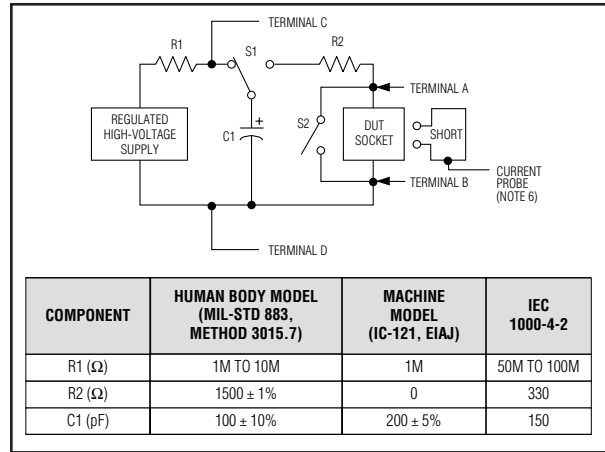 TERMINAL C
R1
S1
R2
TERMINAL A
REGULATED
HIGH-VOLTAGE
SUPPLY
C1
+
S2
DUT
SOCKET
SHORT
TERMINAL B
CURRENT
PROBE
(NOTE 6)
TERMINAL D
COMPONENT
HUMAN BODY MODEL
(MIL-STD 883,
METHOD 3015.7)
MACHINE
MODEL
(IC-121, EIAJ)
IEC
1000-4-2
R1 (Ω) 1M TO 10M 1M 50M TO 100M
R2 (Ω) 1500 ± 1% 0 330
C1 (pF) 100 ± 10% 200 ± 5% 150